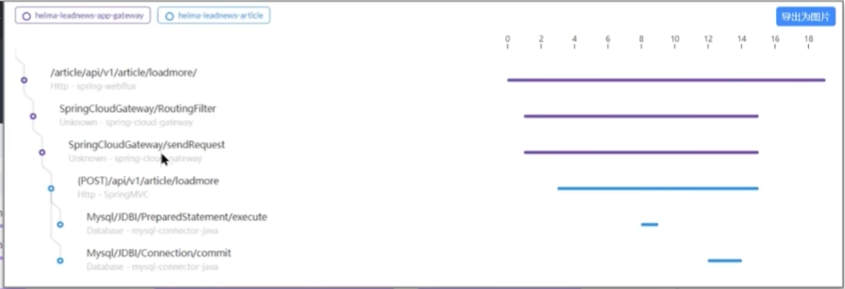 heima-leadnews-app-gateway heima-leadnews-article 导出为图片
0 2 4 6 8 10 12 14 16 18
/article/api/v1/article/loadmore/
Http - spring-webflux
SpringCloudGateway/RoutingFilter
Unknown - spring-cloud-gateway
SpringCloudGateway/sendRequest
Unknown - spring-cloud-gateway
{POST}/api/v1/article/loadmore
Http - SpringMVC
Mysql/JDBI/PreparedStatement/execute
Database - mysql-connector-java
Mysql/JDBI/Connection/commit
Database - mysql-connector-java